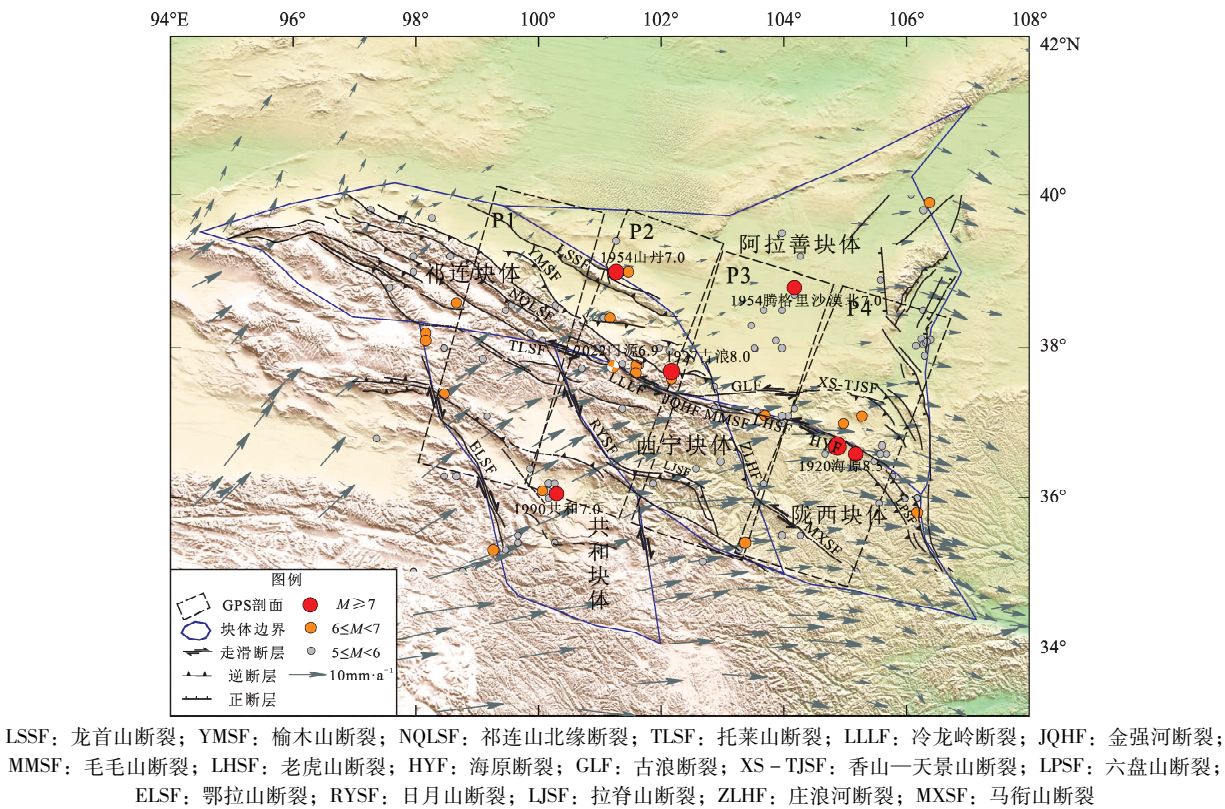 94°E 96° 98° 100° 102° 104° 106° 108°
42°N
40°
38°
36°
34°
P1
P2
P3
P4
阿拉善块体
祁连块体
西宁块体
陇西块体
共和块体
1954山丹7.0
1954腾格里沙漠北7.0
2022门源6.9
1927古浪8.0
1920海原8.5
1990共和7.0
LSSF
YMSF
NQLSF
TLSF
LLLF
JQHF
MMSF
LHSF
HYF
GLF
XS-TJSF
LPSF
ELSF
RYSF
LJSF
ZLHF
MXSF
图例
GPS剖面 M≥7
块体边界 6≤M<7
走滑断层 5≤M<6
逆断层 10mm·a⁻¹
正断层
LSSF：龙首山断裂；YMSF：榆木山断裂；NQLSF：祁连山北缘断裂；TLSF：托莱山断裂；LLLF：冷龙岭断裂；JQHF：金强河断裂；
MMSF：毛毛山断裂；LHSF：老虎山断裂；HYF：海原断裂；GLF：古浪断裂；XS－TJSF：香山—天景山断裂；LPSF：六盘山断裂；
ELSF：鄂拉山断裂；RYSF：日月山断裂；LJSF：拉脊山断裂；ZLHF：庄浪河断裂；MXSF：马衔山断裂